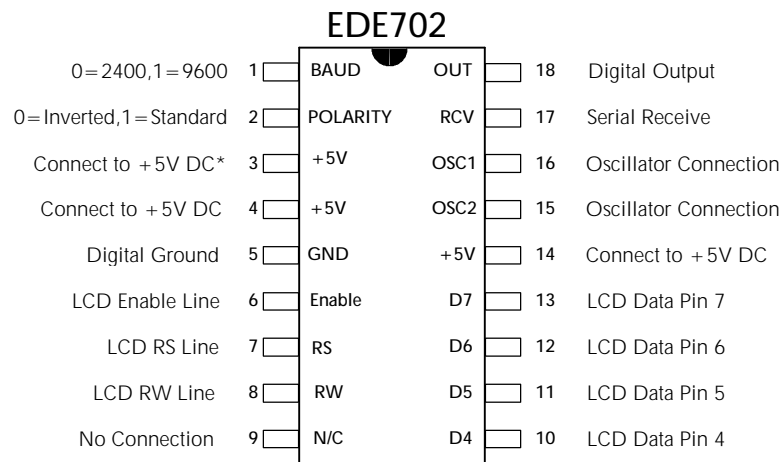 EDE702
0=2400,1=9600 1 BAUD OUT 18 Digital Output
0=Inverted,1=Standard 2 POLARITY RCV 17 Serial Receive
Connect to +5V DC* 3 +5V OSC1 16 Oscillator Connection
Connect to +5V DC 4 +5V OSC2 15 Oscillator Connection
Digital Ground 5 GND +5V 14 Connect to +5V DC
LCD Enable Line 6 Enable D7 13 LCD Data Pin 7
LCD RS Line 7 RS D6 12 LCD Data Pin 6
LCD RW Line 8 RW D5 11 LCD Data Pin 5
No Connection 9 N/C D4 10 LCD Data Pin 4